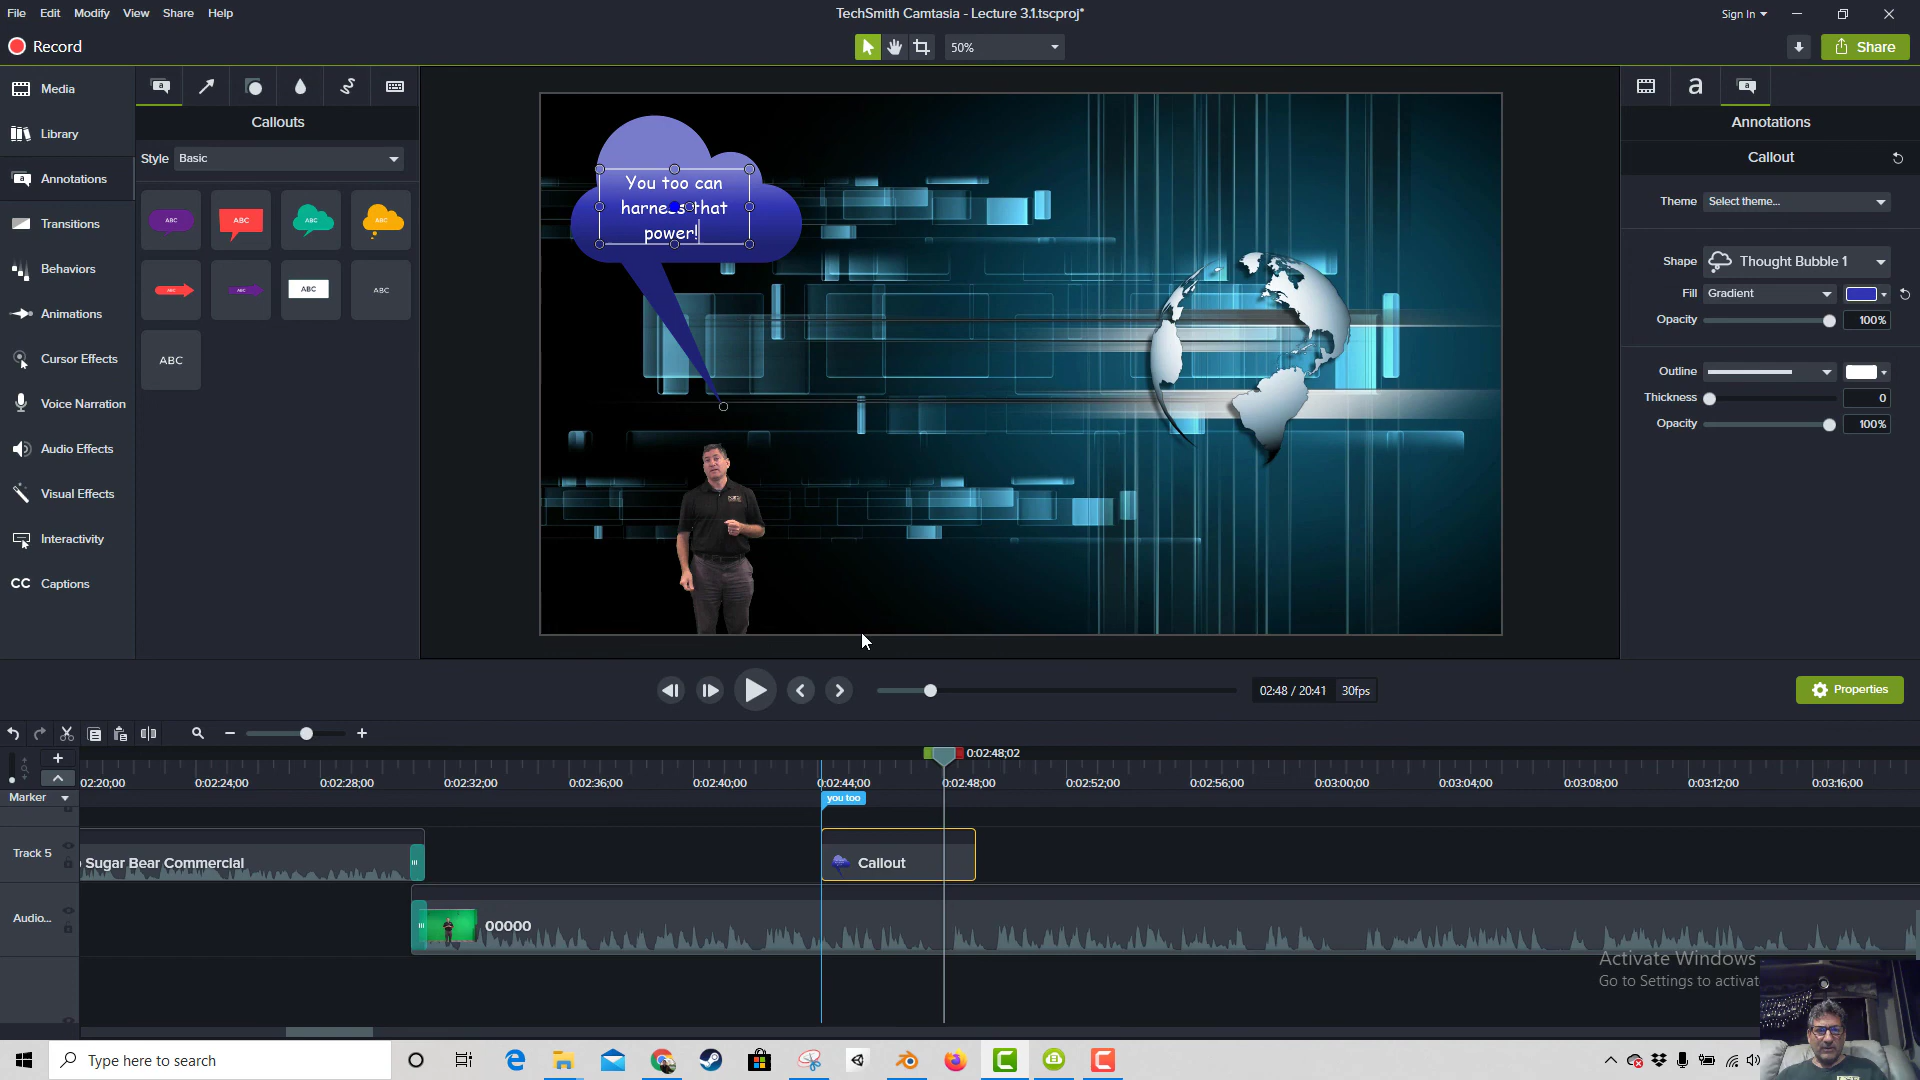 File Edit Modify View Share Help
TechSmith Camtasia - Lecture 3.1.tscproj*
Sign In
Record
50%
Share
Media
Library
Annotations
Transitions
Behaviors
Animations
Cursor Effects
Voice Narration
Audio Effects
Visual Effects
Interactivity
CC Captions
a
Callouts
Style Basic
ABC ABC ABC ABC
ABC ABC ABC ABC
ABC
You too can
harness that
power!
a a
Annotations
Callout
Theme Select theme...
Shape Thought Bubble 1
Fill Gradient
Opacity 100%
Outline
Thickness 0
Opacity 100%
02:48 / 20:41 30fps
Properties
0:02:48;02
02:20;00 0:02:24;00 0:02:28;00 0:02:32;00 0:02:36;00 0:02:40;00 0:02:44;00 0:02:48;00 0:02:52;00 0:02:56;00 0:03:00;00 0:03:04;00 0:03:08;00 0:03:12;00 0:03:16;00
Marker
you too
Track 5
Sugar Bear Commercial
Callout
Audio...
00000
Activate Windows
Go to Settings to activat
Type here to search